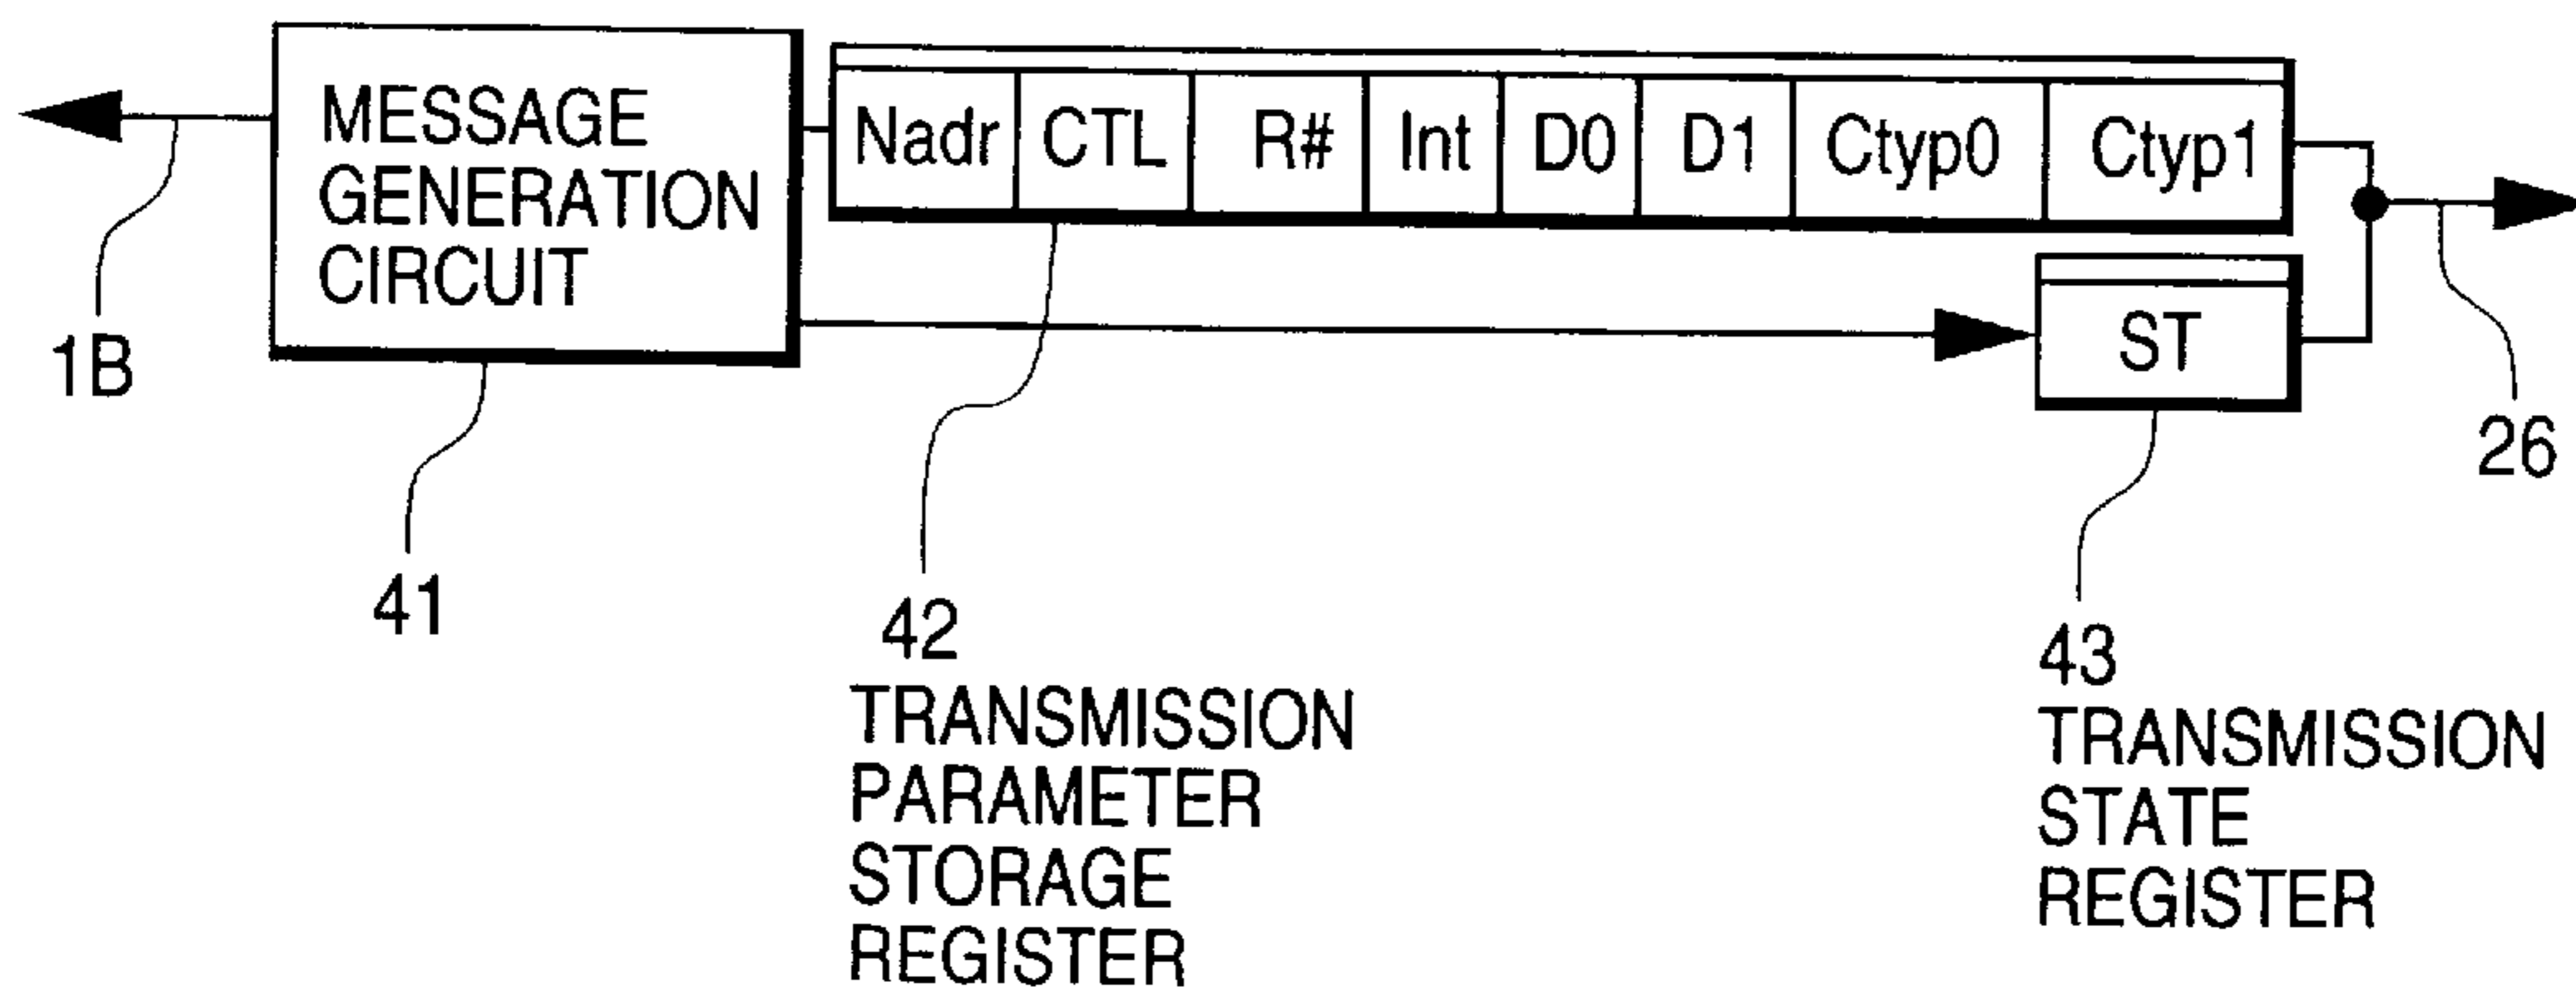 MESSAGE
GENERATION
CIRCUIT
Nadr CTL R# Int D0 D1 Ctyp0 Ctyp1
ST
1B
26
41
42
TRANSMISSION
PARAMETER
STORAGE
REGISTER
43
TRANSMISSION
STATE
REGISTER